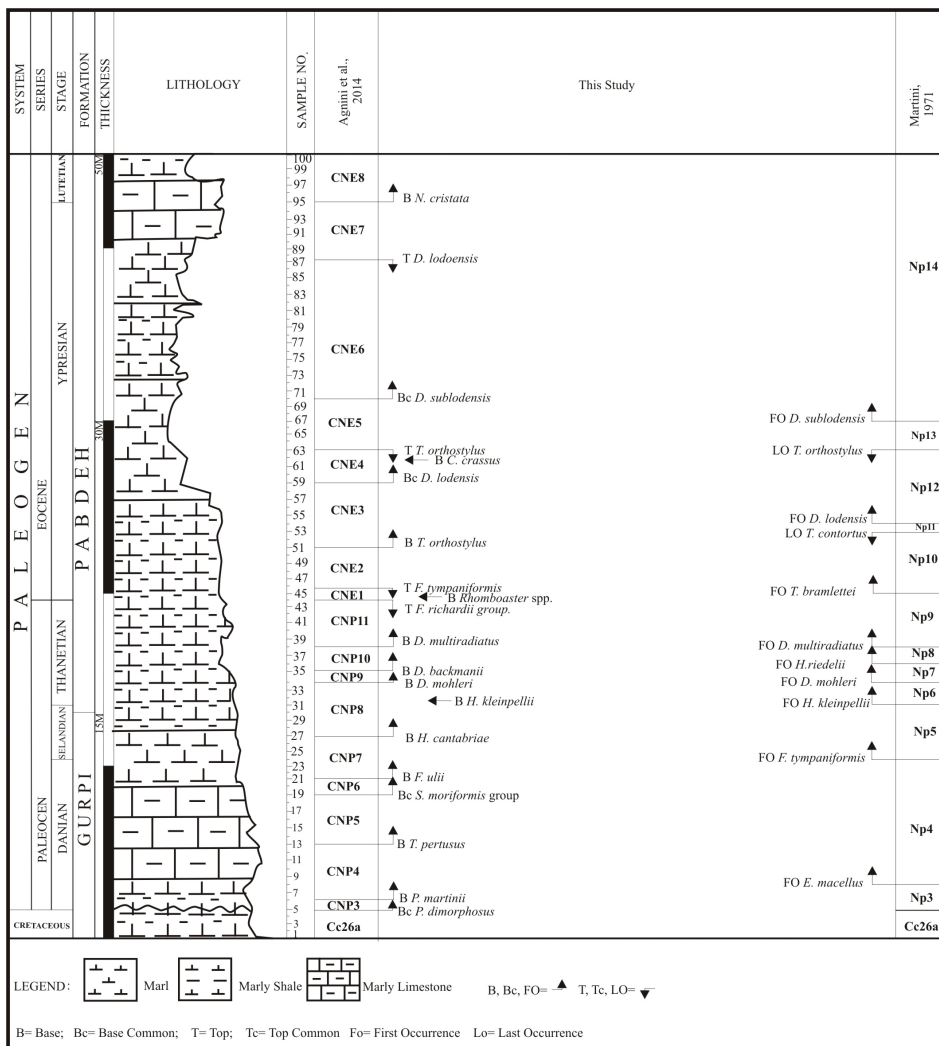 SYSTEM
SERIES
STAGE
FORMATION
THICKNESS
LITHOLOGY
SAMPLE NO.
Agnini et al.,
2014
This Study
Martini,
1971
PALEOGEN
EOCENE
PALEOCEN
CRETACEOUS
LUTETIAN
YPRESIAN
THANETIAN
SELANDIAN
DANIAN
PABDEH
GURPI
50M
30M
15M
100
99
97
95
93
91
89
87
85
83
81
79
77
75
73
71
69
67
65
63
61
59
57
55
53
51
49
47
45
43
41
39
37
35
33
31
29
27
25
23
21
19
17
15
13
11
9
7
5
3
1
CNE8
CNE7
CNE6
CNE5
CNE4
CNE3
CNE2
CNE1
CNP11
CNP10
CNP9
CNP8
CNP7
CNP6
CNP5
CNP4
CNP3
Cc26a
B N. cristata
T D. lodoensis
Bc D. sublodensis
T T. orthostylus
B C. crassus
Bc D. lodensis
B T. orthostylus
T F. tympaniformis
B Rhomboaster spp.
T F. richardii group.
B D. multiradiatus
B D. backmanii
B D. mohleri
B H. kleinpellii
B H. cantabriae
B F. ulii
Bc S. moriformis group
B T. pertusus
B P. martinii
Bc P. dimorphosus
FO D. sublodensis
LO T. orthostylus
FO D. lodensis
LO T. contortus
FO T. bramlettei
FO D. multiradiatus
FO H.riedelii
FO D. mohleri
FO H. kleinpellii
FO F. tympaniformis
FO E. macellus
Np14
Np13
Np12
Np11
Np10
Np9
Np8
Np7
Np6
Np5
Np4
Np3
Cc26a
LEGEND: Marl Marly Shale Marly Limestone B, Bc, FO= T, Tc, LO=
B= Base; Bc= Base Common; T= Top; Tc= Top Common Fo= First Occurrence Lo= Last Occurrence